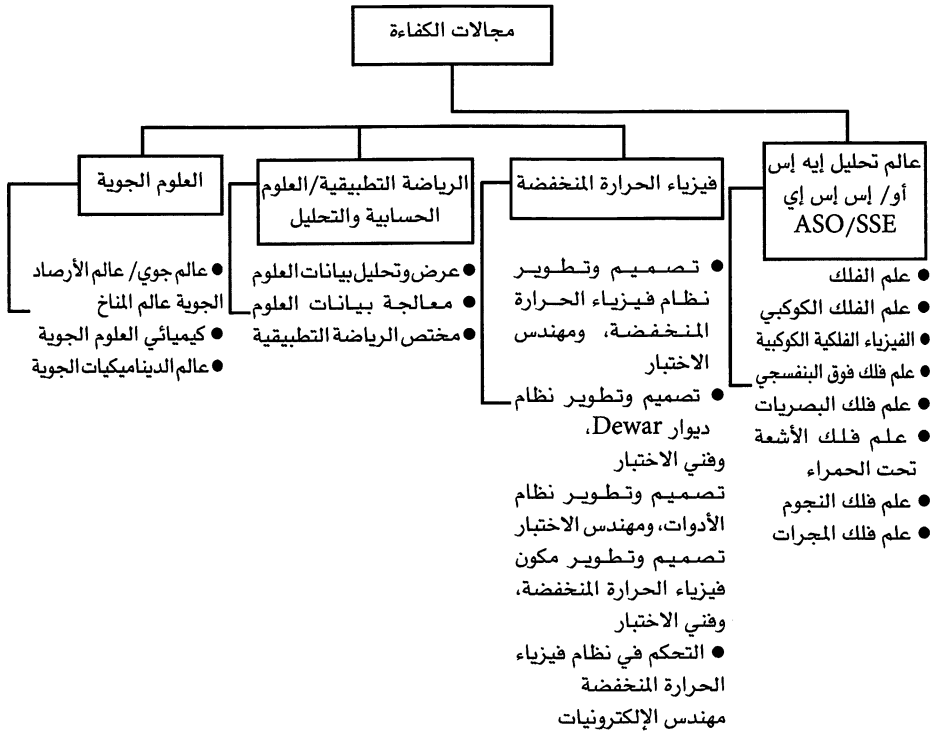 مجالات الكفاءة
عالم تحليل إيه إس
أو/ إس إس إي
ASO/SSE
● علم الفلك
● علم الفلك الكوكبي
● الفيزياء الفلكية الكوكبية
● علم فلك فوق البنفسجي
● علم فلك البصريات
● علم فلك الأشعة
تحت الحمراء
● علم فلك النجوم
● علم فلك المجرات
فيزياء الحرارة المنخفضة
● تصميم وتطوير
نظام فيزياء الحرارة
المنخفضة، ومهندس
الاختبار
● تصميم وتطوير نظام
ديوار Dewar،
وفني الاختبار
تصميم وتطوير نظام
الأدوات، ومهندس الاختبار
تصميم وتطوير مكون
فيزياء الحرارة المنخفضة،
وفني الاختبار
● التحكم في نظام فيزياء
الحرارة المنخفضة
مهندس الإلكترونيات
الرياضة التطبيقية/العلوم
الحسابية والتحليل
● عرض وتحليل بيانات العلوم
● معالجة بيانات العلوم
● مختص الرياضة التطبيقية
العلوم الجوية
● عالم جوي/ عالم الأرصاد
الجوية عالم المناخ
● كيميائي العلوم الجوية
● عالم الديناميكيات الجوية